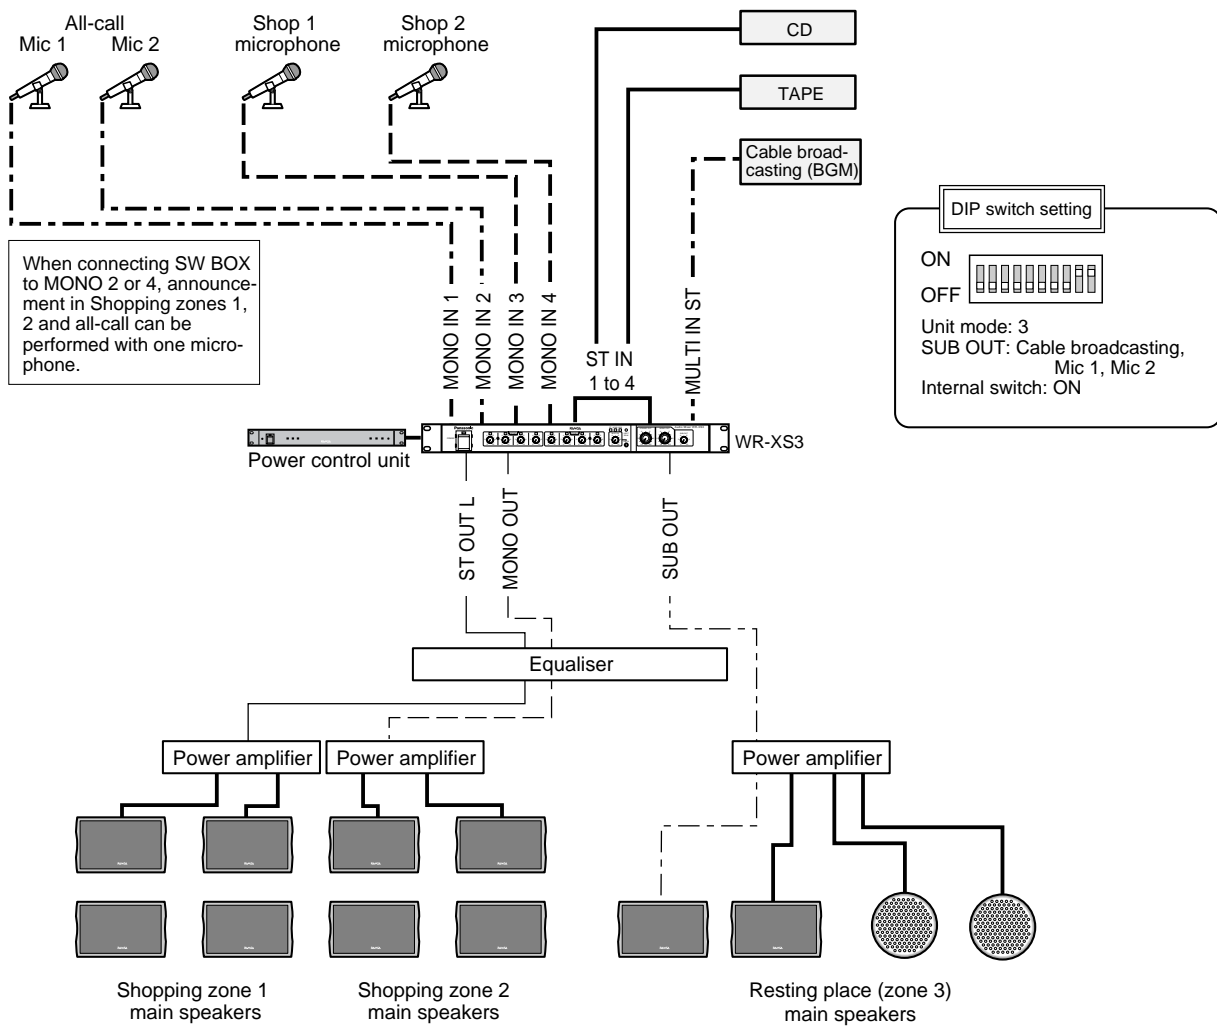 All-call
Mic 1
Mic 2
Shop 1
microphone
Shop 2
microphone
CD
TAPE
Cable broad-
casting (BGM)
DIP switch setting
ON
OFF
Unit mode: 3
SUB OUT: Cable broadcasting,
Mic 1, Mic 2
Internal switch: ON
When connecting SW BOX
to MONO 2 or 4, announce-
ment in Shopping zones 1,
2 and all-call can be
performed with one micro-
phone.
MONO IN 1
MONO IN 2
MONO IN 3
MONO IN 4
ST IN
1 to 4
MULTI IN ST
Panasonic
WR-XS3
Power control unit
ST OUT L
MONO OUT
SUB OUT
Equaliser
Power amplifier
Power amplifier
Power amplifier
Shopping zone 1
main speakers
Shopping zone 2
main speakers
Resting place (zone 3)
main speakers